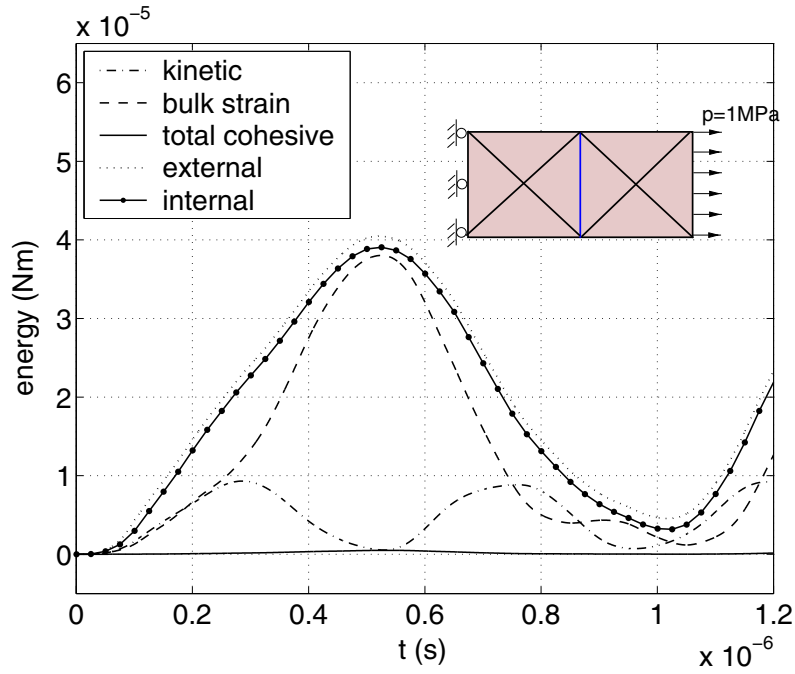 x 10⁻⁵
6
5
4
3
2
1
0
energy (Nm)
kinetic
bulk strain
total cohesive
external
internal
p=1MPa
0
0.2
0.4
0.6
0.8
1
1.2
t (s)
x 10⁻⁶